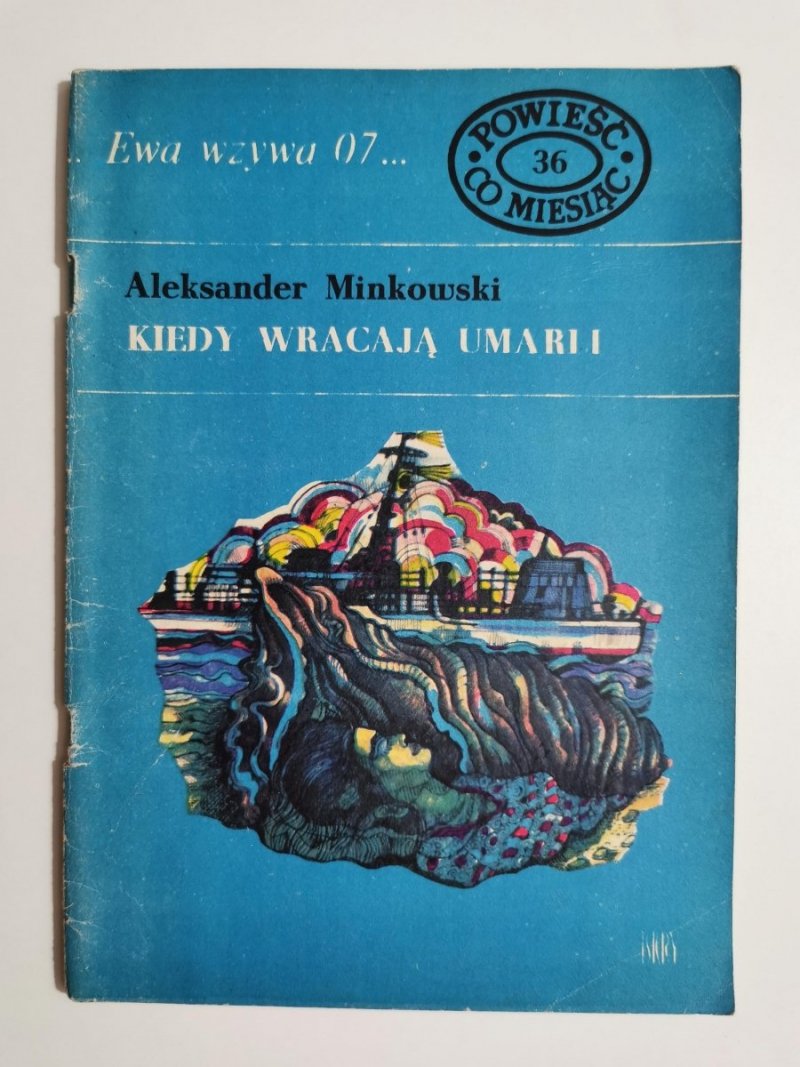 .. Ewa wzywa 07...
POWIEŚĆ
36
CO MIESIĄC
Aleksander Minkowski
KIEDY WRACAJĄ UMARLI